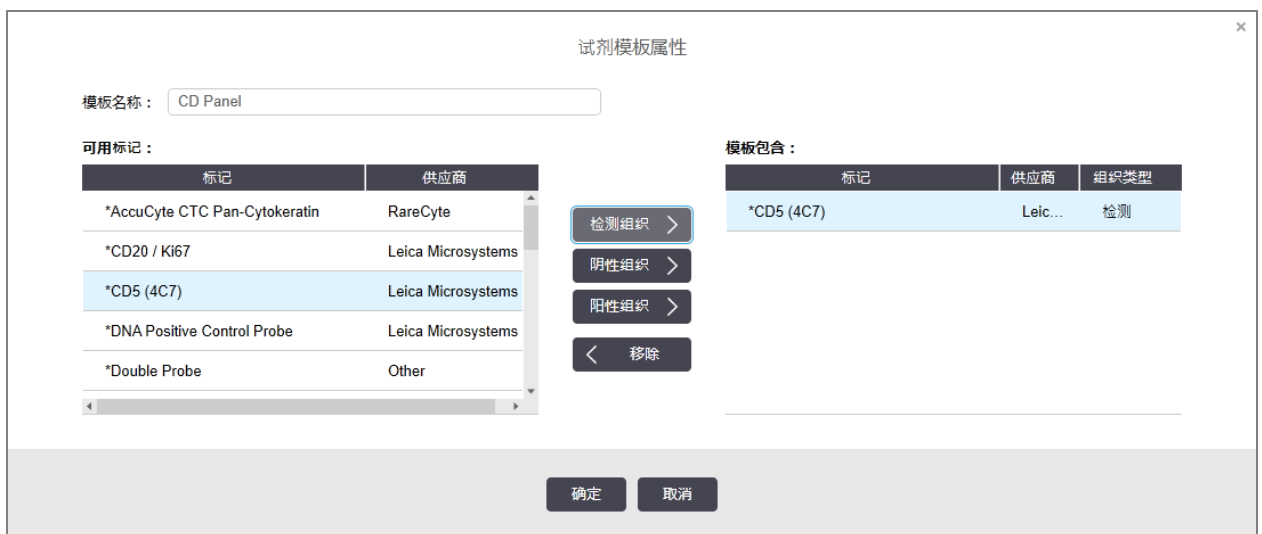 ×
试剂模板属性
模板名称： CD Panel
可用标记：
标记 供应商
*AccuCyte CTC Pan-Cytokeratin RareCyte
*CD20 / Ki67 Leica Microsystems
*CD5 (4C7) Leica Microsystems
*DNA Positive Control Probe Leica Microsystems
*Double Probe Other
检测组织
阴性组织
阳性组织
移除
模板包含：
标记 供应商 组织类型
*CD5 (4C7) Leic... 检测
确定 取消